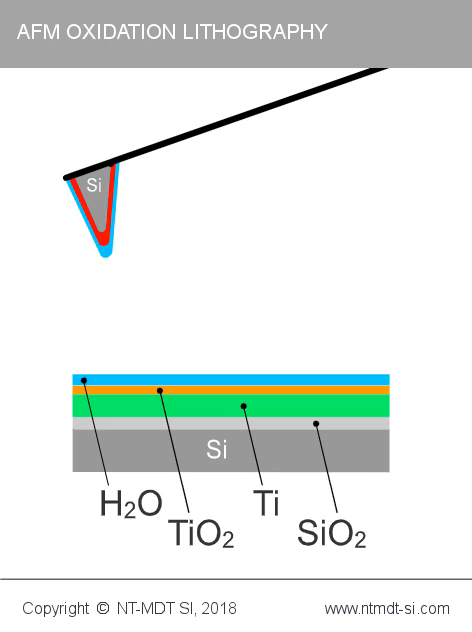 AFM OXIDATION LITHOGRAPHY
Si
Si
H₂O
TiO₂
Ti
SiO₂
Copyright © NT-MDT SI, 2018 www.ntmdt-si.com